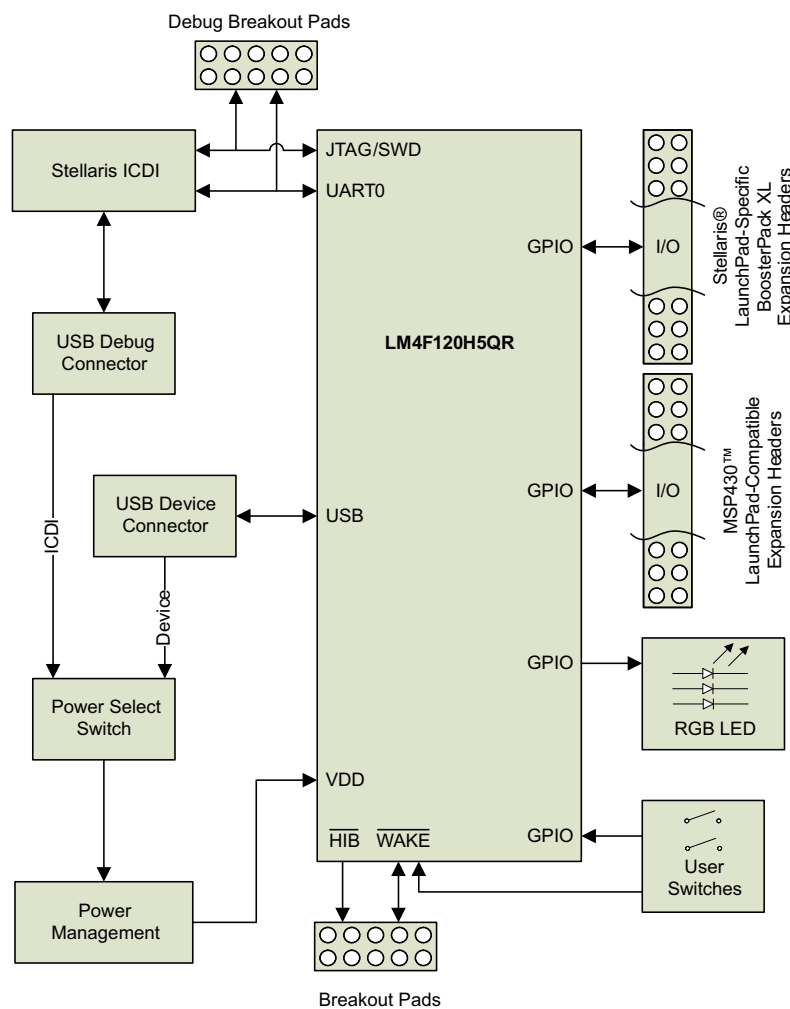 Debug Breakout Pads
Stellaris ICDI
JTAG/SWD
UART0
GPIO
I/O
Stellaris®
LaunchPad-Specific
BoosterPack XL
Expansion Headers
USB Debug
Connector
LM4F120H5QR
USB Device
Connector
USB
GPIO
I/O
MSP430™
LaunchPad-Compatible
Expansion Headers
ICDI
Device
GPIO
RGB LED
Power Select
Switch
VDD
HIB
WAKE
GPIO
User
Switches
Power
Management
Breakout Pads